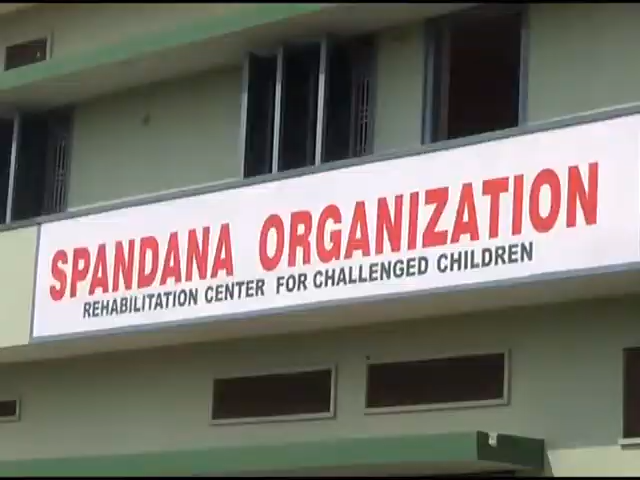 SPANDANA ORGANIZATION
REHABILITATION CENTER FOR CHALLENGED CHILDREN